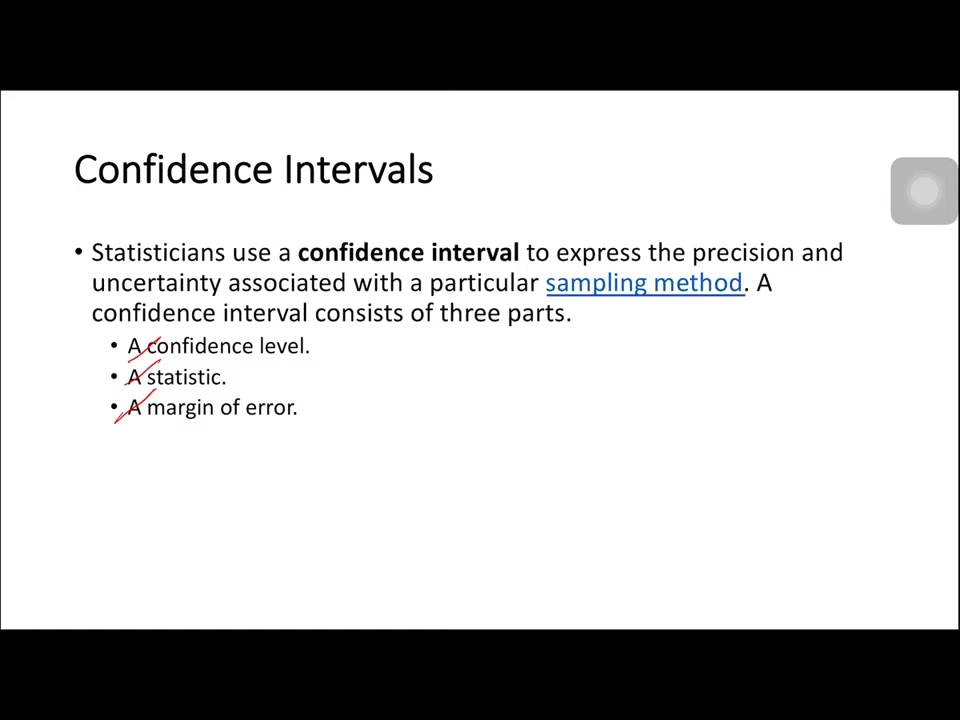 Confidence Intervals
• Statisticians use a confidence interval to express the precision and
uncertainty associated with a particular sampling method. A
confidence interval consists of three parts.
• A confidence level.
• A statistic.
• A margin of error.